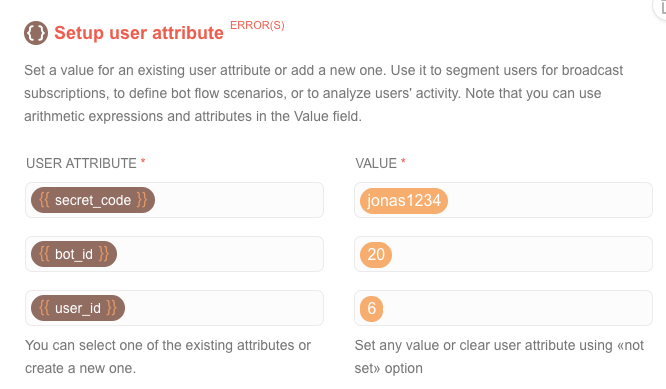 {} Setup user attribute ERROR(S)
Set a value for an existing user attribute or add a new one. Use it to segment users for broadcast
subscriptions, to define bot flow scenarios, or to analyze users' activity. Note that you can use
arithmetic expressions and attributes in the Value field.
USER ATTRIBUTE * VALUE *
{{ secret_code }} jonas1234
{{ bot_id }} 20
{{ user_id }} 6
You can select one of the existing attributes or
create a new one.
Set any value or clear user attribute using «not
set» option